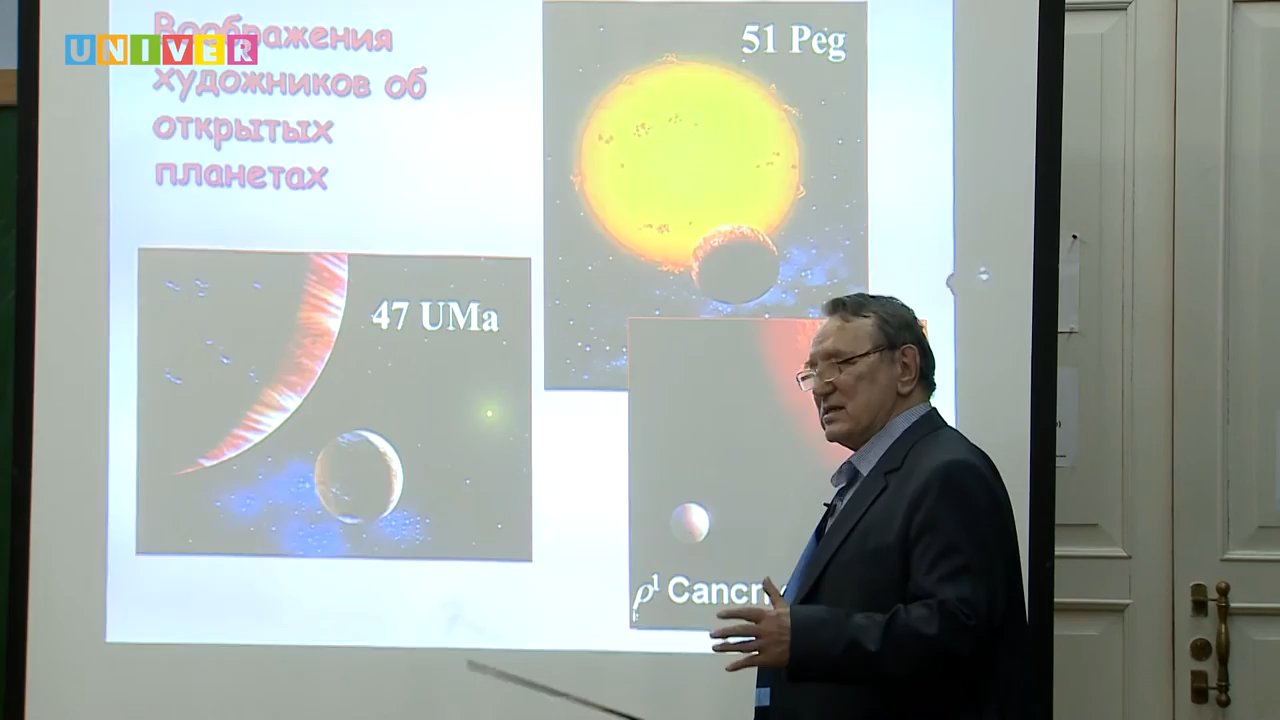 UNIVER
Воображения
художников об
открытых
планетах
51 Peg
47 UMa
ρ¹ Cancri